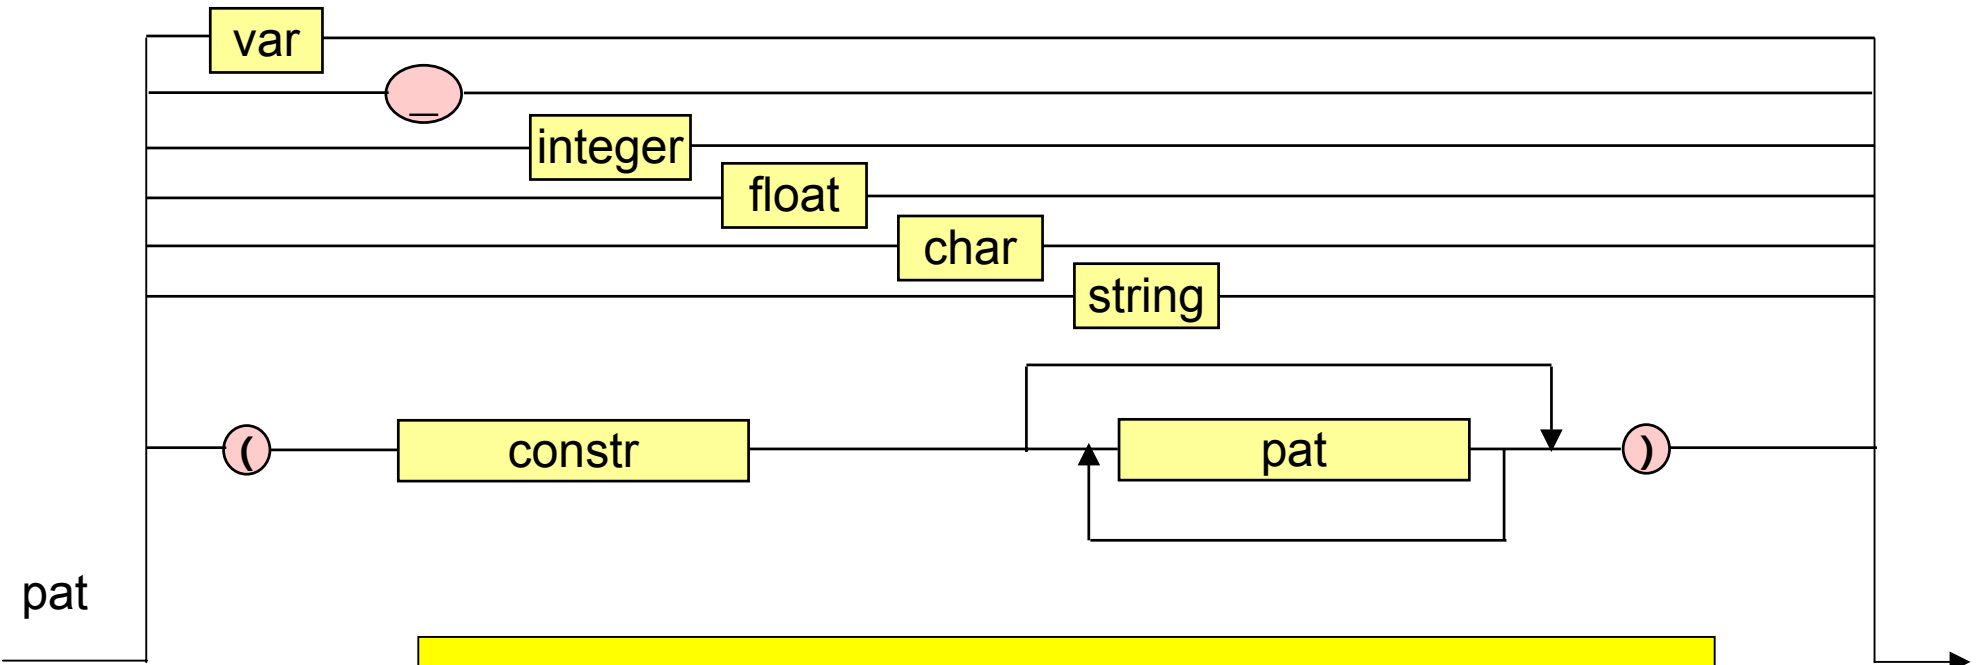 var
_
integer
float
char
string
( constr pat )
pat